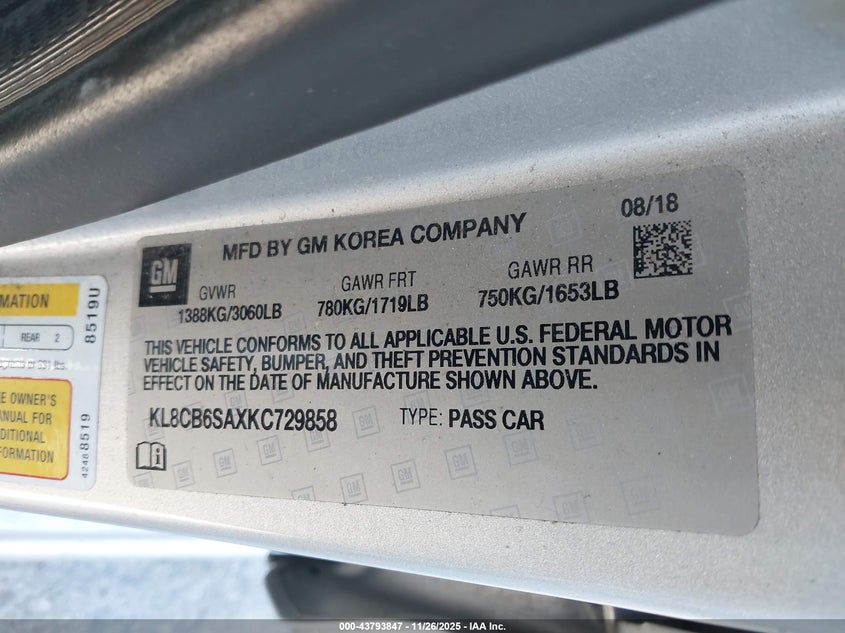 MFD BY GM KOREA COMPANY
08/18
GM
GVWR
GAWR FRT
GAWR RR
1388KG/3060LB
780KG/1719LB
750KG/1653LB
THIS VEHICLE CONFORMS TO ALL APPLICABLE U.S. FEDERAL MOTOR
VEHICLE SAFETY, BUMPER, AND THEFT PREVENTION STANDARDS IN
EFFECT ON THE DATE OF MANUFACTURE SHOWN ABOVE.
KL8CB6SAXKC729858
TYPE: PASS CAR
MATION
REAR 2
8519U
E OWNER'S
ANUAL FOR
DITIONAL
FORMATION
4248 8519
000-43793847 - 11/26/2025 - IAA Inc.